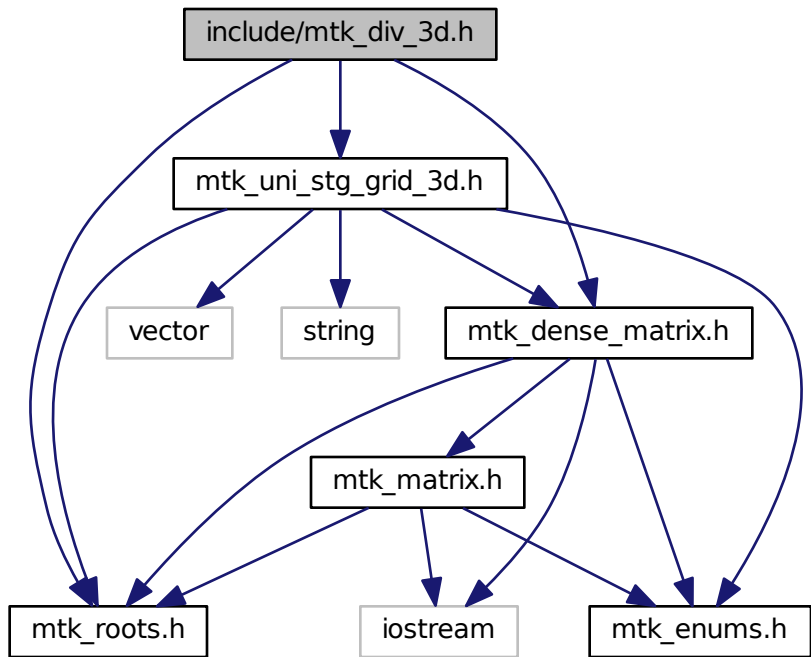 include/mtk_div_3d.h
mtk_uni_stg_grid_3d.h
vector
string
mtk_dense_matrix.h
mtk_matrix.h
mtk_roots.h
iostream
mtk_enums.h